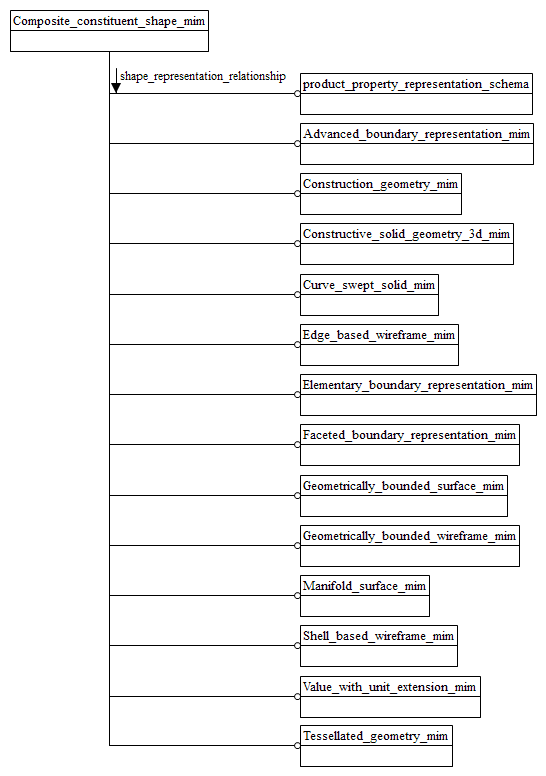 Composite_constituent_shape_mim
shape_representation_relationship
product_property_representation_schema
Advanced_boundary_representation_mim
Construction_geometry_mim
Constructive_solid_geometry_3d_mim
Curve_swept_solid_mim
Edge_based_wireframe_mim
Elementary_boundary_representation_mim
Faceted_boundary_representation_mim
Geometrically_bounded_surface_mim
Geometrically_bounded_wireframe_mim
Manifold_surface_mim
Shell_based_wireframe_mim
Value_with_unit_extension_mim
Tessellated_geometry_mim